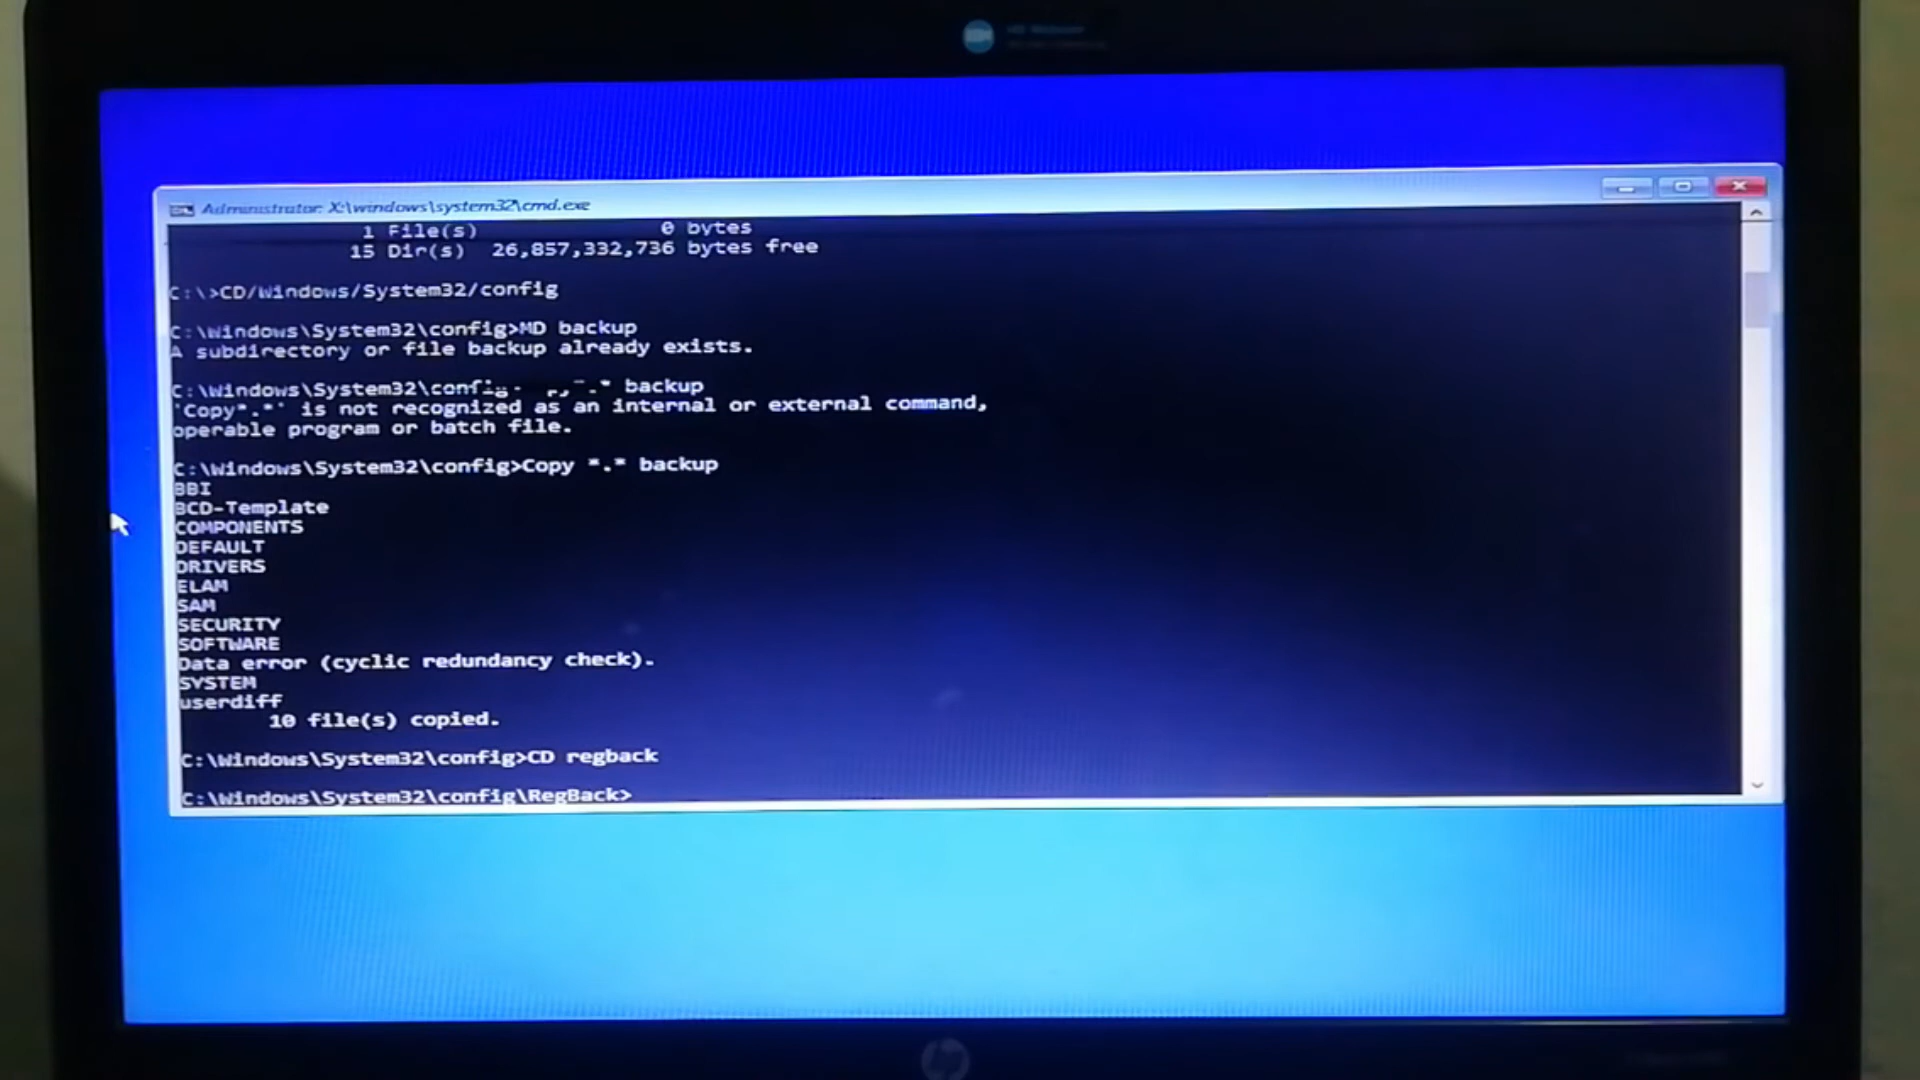 Administrator: X:\windows\system32\cmd.exe
1 File(s) 0 bytes
15 Dir(s) 26,857,332,736 bytes free
C:\>CD/Windows/System32/config
C:\Windows\System32\config>MD backup
A subdirectory or file backup already exists.
C:\Windows\System32\config *.* backup
'Copy*.*' is not recognized as an internal or external command,
operable program or batch file.
C:\Windows\System32\config>Copy *.* backup
BBI
BCD-Template
COMPONENTS
DEFAULT
DRIVERS
ELAM
SAM
SECURITY
SOFTWARE
Data error (cyclic redundancy check).
SYSTEM
userdiff
10 file(s) copied.
C:\Windows\System32\config>CD regback
C:\Windows\System32\config\RegBack>
hp